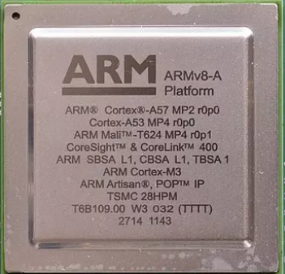 ARM ARMv8-A
Platform
ARM® Cortex®-A57 MP2 r0p0
Cortex-A53 MP4 r0p0
ARM Mali™-T624 MP4 r0p1
CoreSight™ & CoreLink™ 400
ARM SBSA L1, CBSA L1, TBSA 1
ARM Cortex-M3
ARM Artisan®, POP™ IP
TSMC 28HPM
T6B109.00 W3 032 (TTTT)
2714 1143